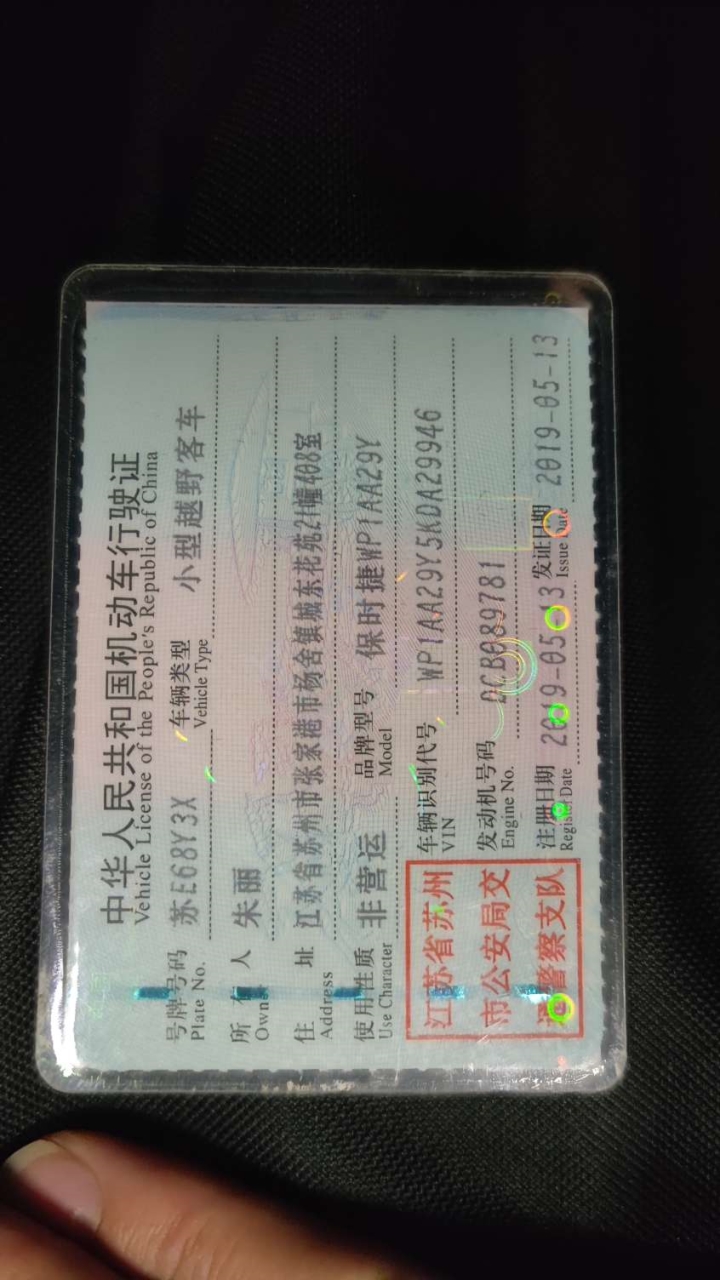 中华人民共和国机动车行驶证
Vehicle License of the People's Republic of China
号牌号码 苏E68Y3X 车辆类型 小型越野客车
Plate No. Vehicle Type
所有人 朱丽
Owner
住址 江苏省苏州市张家港市杨舍镇城东花苑21幢408室
Address
使用性质 非营运 品牌型号 保时捷WP1AA29Y
Use Character Model
江苏省苏州
市公安局交
通警察支队
车辆识别代号 WP1AA29Y5KDA29946
VIN
发动机号码 DCB089781
Engine No.
注册日期 2019-05-13 发证日期 2019-05-13
Register Date Issue Date